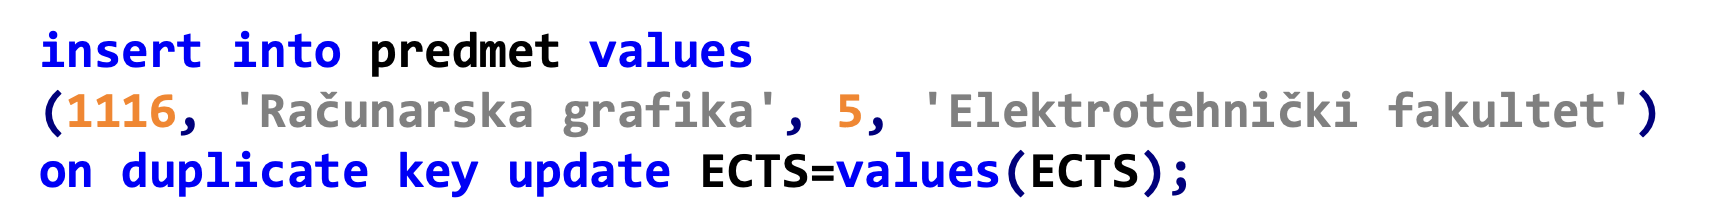 insert into predmet values
(1116, 'Računarska grafika', 5, 'Elektrotehnički fakultet')
on duplicate key update ECTS=values(ECTS);